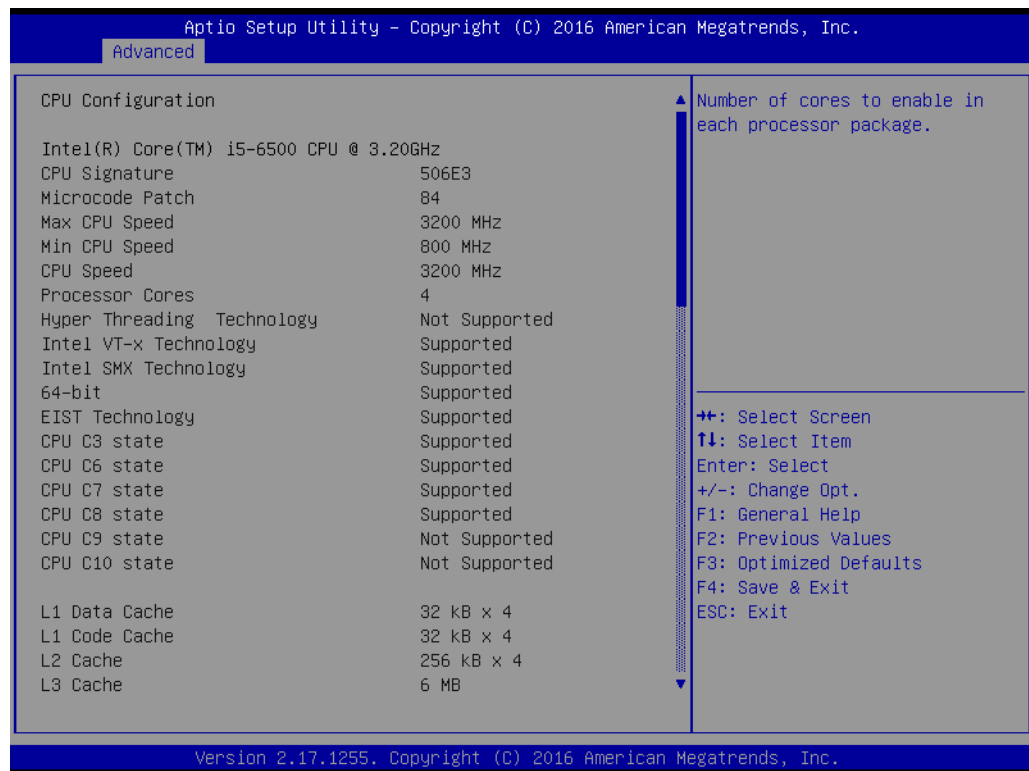 Aptio Setup Utility – Copyright (C) 2016 American Megatrends, Inc.
Advanced
CPU Configuration
Intel(R) Core(TM) i5-6500 CPU @ 3.20GHz
CPU Signature 506E3
Microcode Patch 84
Max CPU Speed 3200 MHz
Min CPU Speed 800 MHz
CPU Speed 3200 MHz
Processor Cores 4
Hyper Threading Technology Not Supported
Intel VT-x Technology Supported
Intel SMX Technology Supported
64-bit Supported
EIST Technology Supported
CPU C3 state Supported
CPU C6 state Supported
CPU C7 state Supported
CPU C8 state Supported
CPU C9 state Not Supported
CPU C10 state Not Supported
L1 Data Cache 32 kB x 4
L1 Code Cache 32 kB x 4
L2 Cache 256 kB x 4
L3 Cache 6 MB
Number of cores to enable in
each processor package.
→←: Select Screen
↑↓: Select Item
Enter: Select
+/-: Change Opt.
F1: General Help
F2: Previous Values
F3: Optimized Defaults
F4: Save & Exit
ESC: Exit
Version 2.17.1255. Copyright (C) 2016 American Megatrends, Inc.